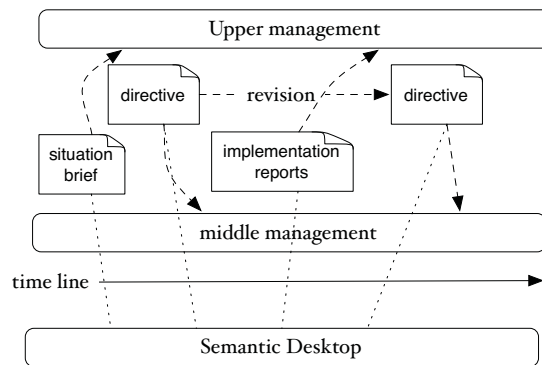 Upper management
directive
revision
directive
situation
brief
implementation
reports
middle management
time line
Semantic Desktop